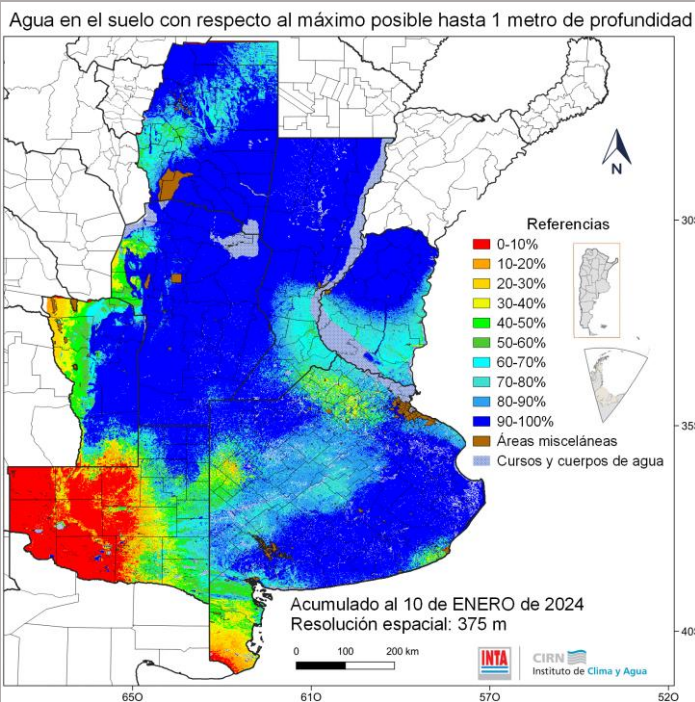 Agua en el suelo con respecto al máximo posible hasta 1 metro de profundidad
N
30S
Referencias
0-10%
10-20%
20-30%
30-40%
40-50%
50-60%
60-70%
70-80%
80-90%
90-100%
Áreas misceláneas
Cursos y cuerpos de agua
35S
Acumulado al 10 de ENERO de 2024
Resolución espacial: 375 m
0 100 200 km
40S
INTA
CIRN
Instituto de Clima y Agua
65O 61O 57O 52O